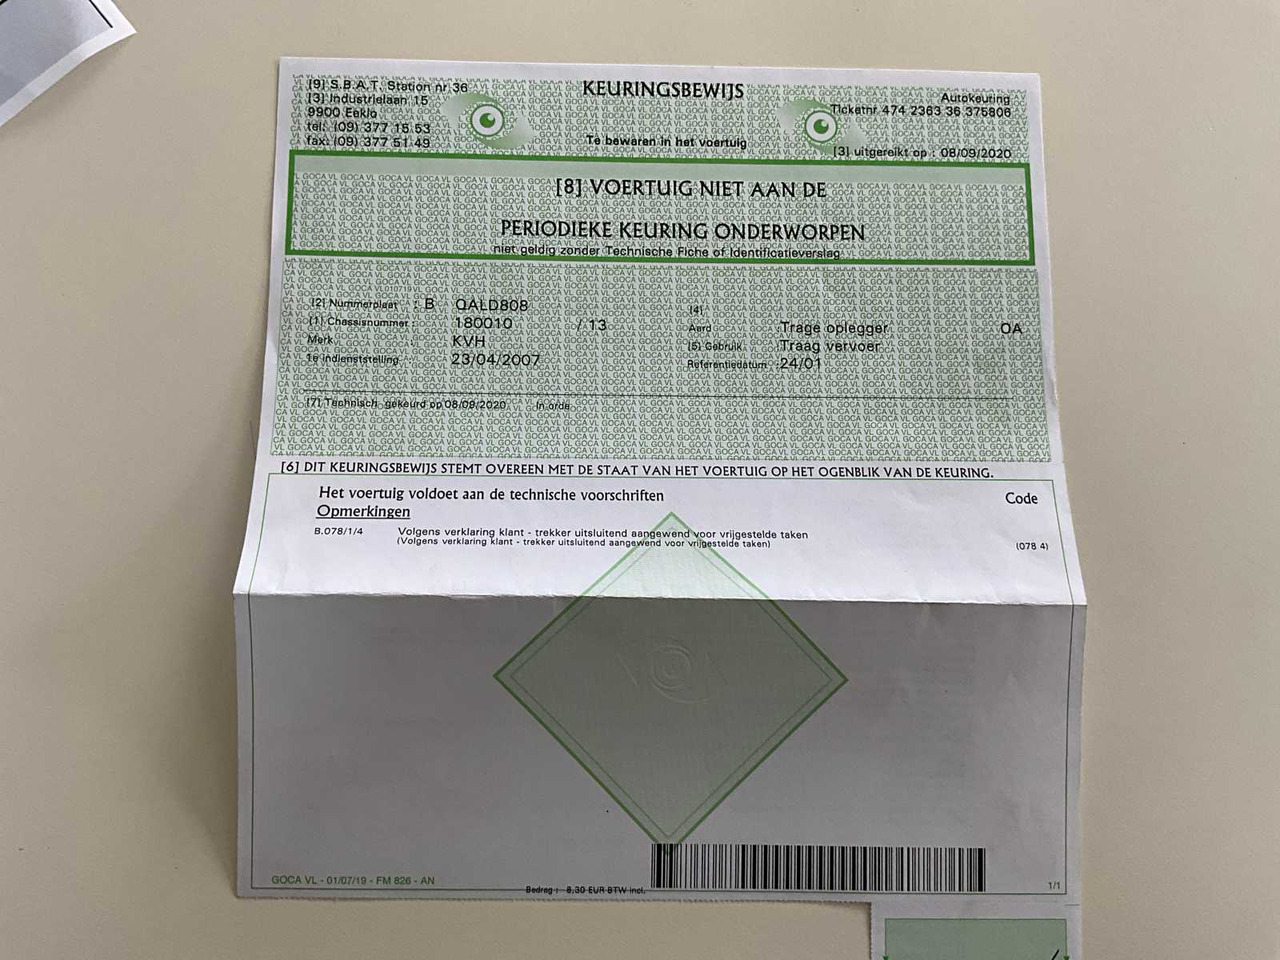 [9] S.B.A.T. Station nr 36
[3] Industrielaan 15
9900 Eeklo
tel: (09) 377 15 53
fax: (09) 377 51 49
KEURINGSBEWIJS
Te bewaren in het voertuig
Autokeuring
Ticketnr 474 2363 36 375806
[3] uitgereikt op : 08/09/2020
[8] VOERTUIG NIET AAN DE
PERIODIEKE KEURING ONDERWORPEN
niet geldig zonder Technische Fiche of Identificatieverslag
[2] Nummerplaat : B QALD808
[1] Chassisnummer : 180010 / 13
Merk KVH
1e indienststelling : 23/04/2007
[4]
Aard : Trage oplegger OA
[5] Gebruik : Traag vervoer
Referentiedatum : 24/01
[7] Technisch gekeurd op 08/09/2020 In orde
[6] DIT KEURINGSBEWIJS STEMT OVEREEN MET DE STAAT VAN HET VOERTUIG OP HET OGENBLIK VAN DE KEURING.
Het voertuig voldoet aan de technische voorschriften Code
Opmerkingen
B.078/1/4 Volgens verklaring klant - trekker uitsluitend aangewend voor vrijgestelde taken
(Volgens verklaring klant - trekker uitsluitend aangewend voor vrijgestelde taken) (078 4)
GOCA VL - 01/07/19 - FM 826 - AN
Bedrag : 8,30 EUR BTW incl.
1/1